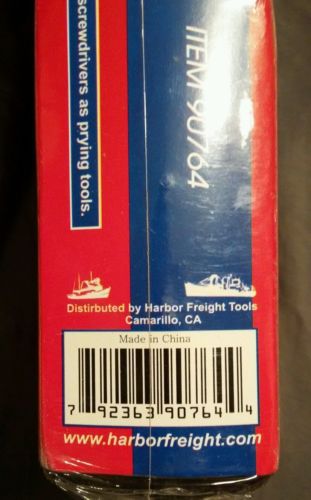 screwdrivers as prying tools.
ITEM 90764
Distirbuted by Harbor Freight Tools
Camarillo, CA
Made in China
7 92363 90764 4
www.harborfreight.com